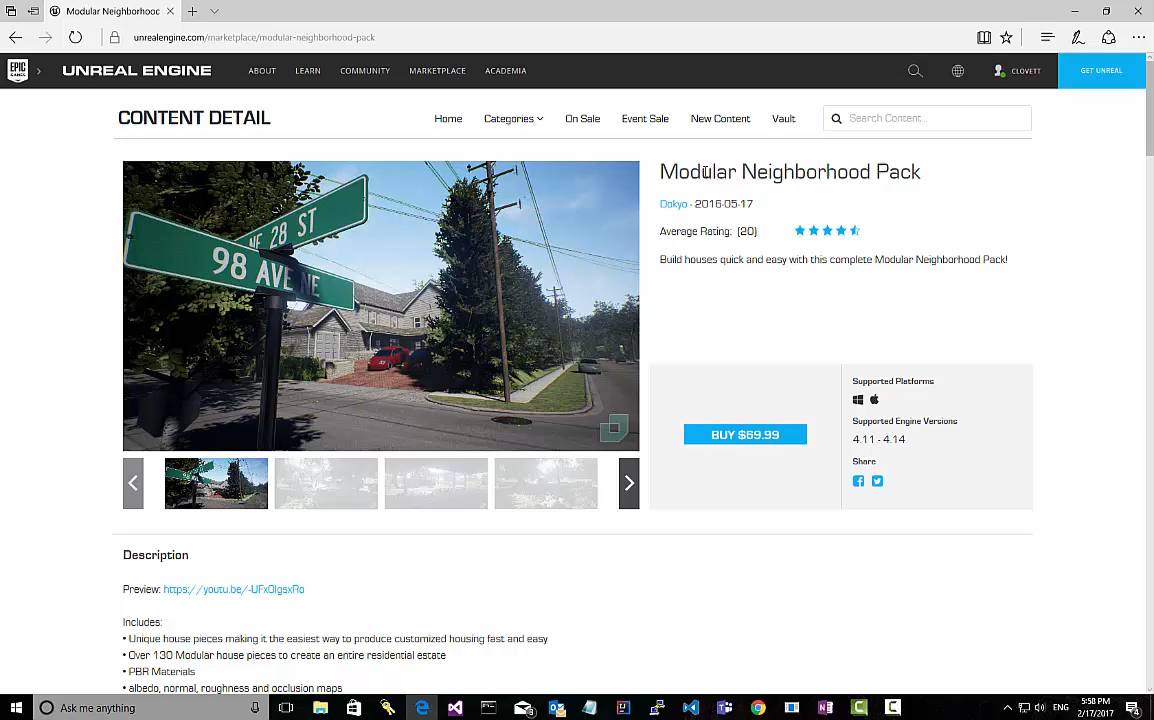 Modular Neighborhood
unrealengine.com/marketplace/modular-neighborhood-pack
EPIC GAMES
UNREAL ENGINE
ABOUT LEARN COMMUNITY MARKETPLACE ACADEMIA
CLOVETT
GET UNREAL
CONTENT DETAIL
Home Categories On Sale Event Sale New Content Vault
Search Content...
NE 28 ST
98 AVE NE
Modular Neighborhood Pack
Dokyo - 2016-05-17
Average Rating: (20)
Build houses quick and easy with this complete Modular Neighborhood Pack!
BUY $69.99
Supported Platforms
Supported Engine Versions
4.11 - 4.14
Share
Description
Preview: https://youtu.be/-UFxOlgsxRo
Includes:
• Unique house pieces making it the easiest way to produce customized housing fast and easy
• Over 130 Modular house pieces to create an entire residential estate
• PBR Materials
• albedo, normal, roughness and occlusion maps
Ask me anything
ENG
5:58 PM
2/17/2017